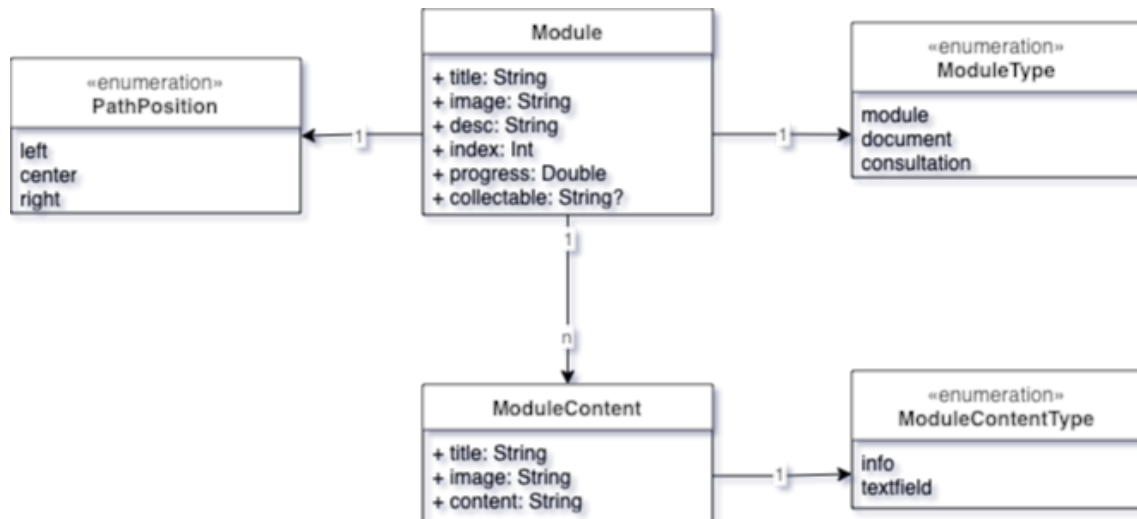 Module
+ title: String
+ image: String
+ desc: String
+ index: Int
+ progress: Double
+ collectable: String?
«enumeration»
PathPosition
left
center
right
1
«enumeration»
ModuleType
module
document
consultation
1
1
n
ModuleContent
+ title: String
+ image: String
+ content: String
1
«enumeration»
ModuleContentType
info
textfield